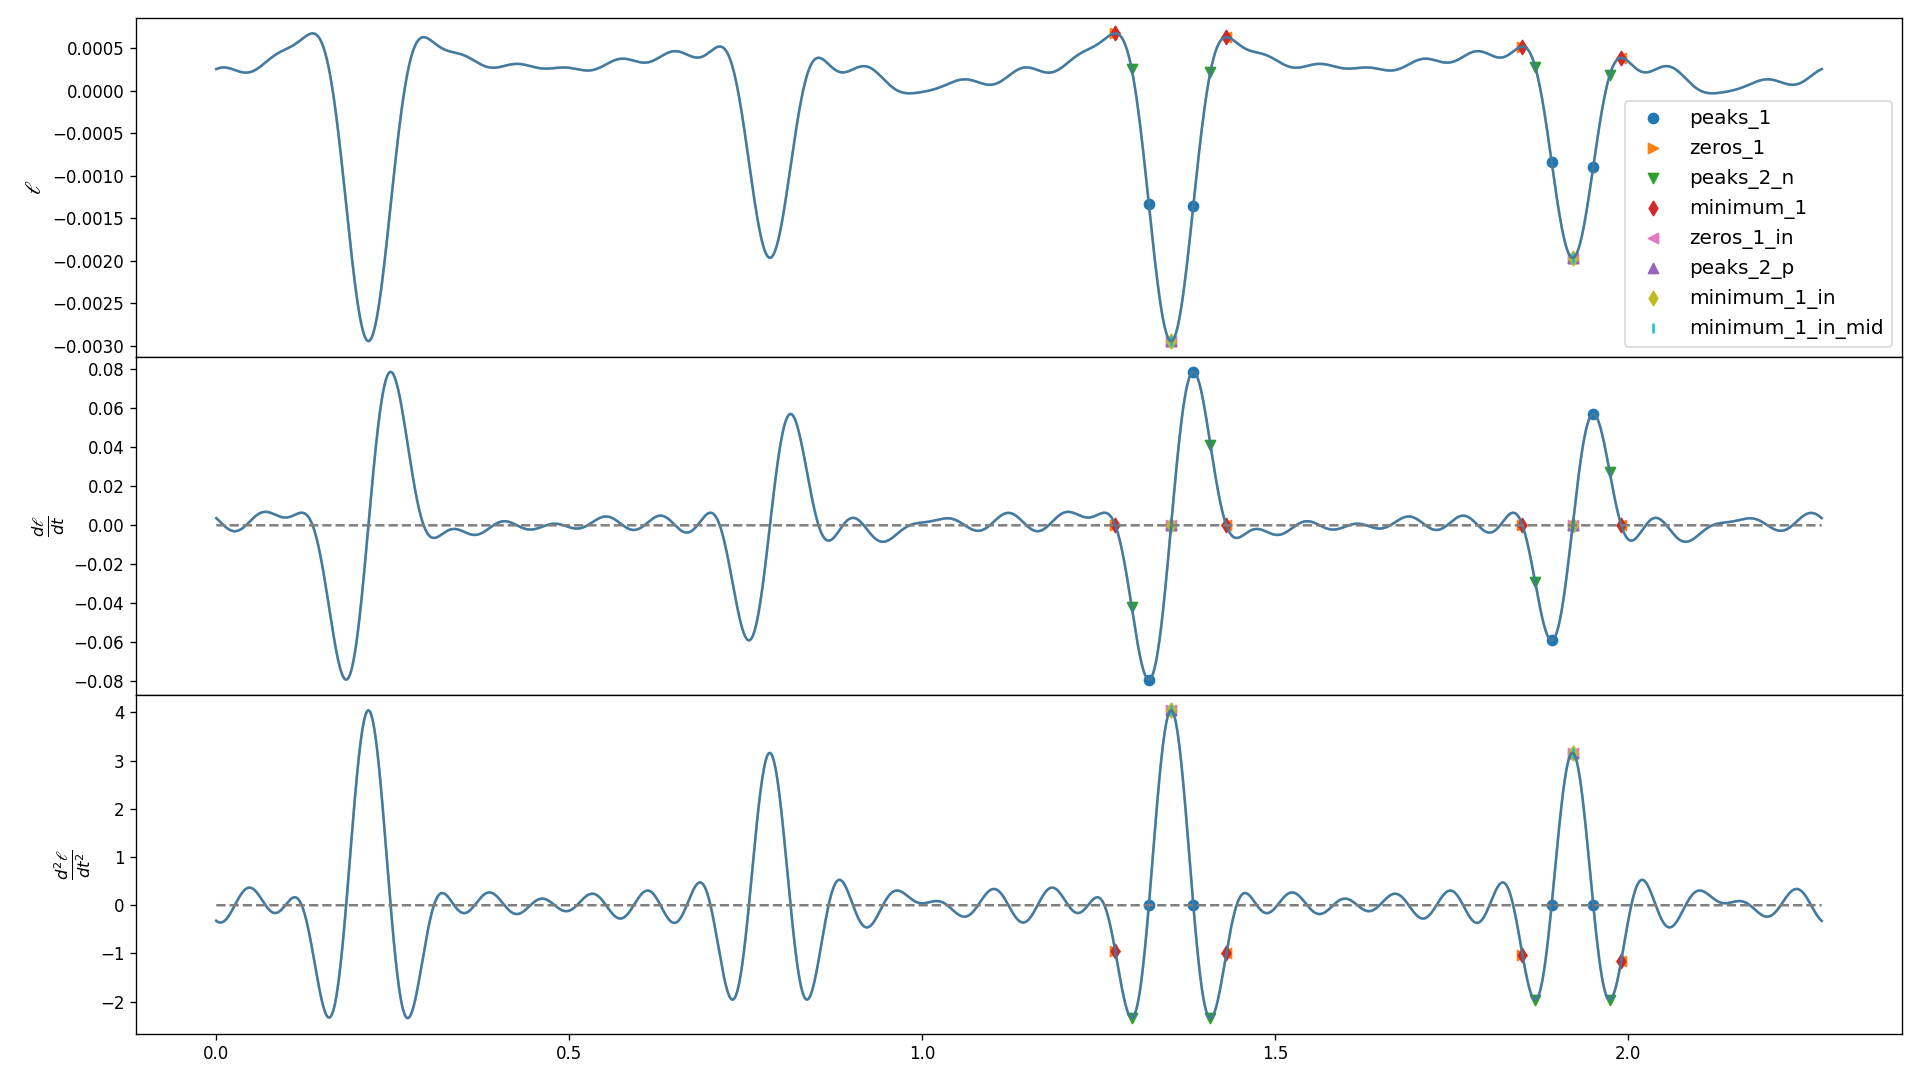 0.0005
0.0000
−0.0005
−0.0010
−0.0015
−0.0020
−0.0025
−0.0030
ℓ
peaks_1
zeros_1
peaks_2_n
minimum_1
zeros_1_in
peaks_2_p
minimum_1_in
minimum_1_in_mid
0.08
0.06
0.04
0.02
0.00
−0.02
−0.04
−0.06
−0.08
dℓ
dt
4
3
2
1
0
−1
−2
d²ℓ
dt²
0.0 0.5 1.0 1.5 2.0